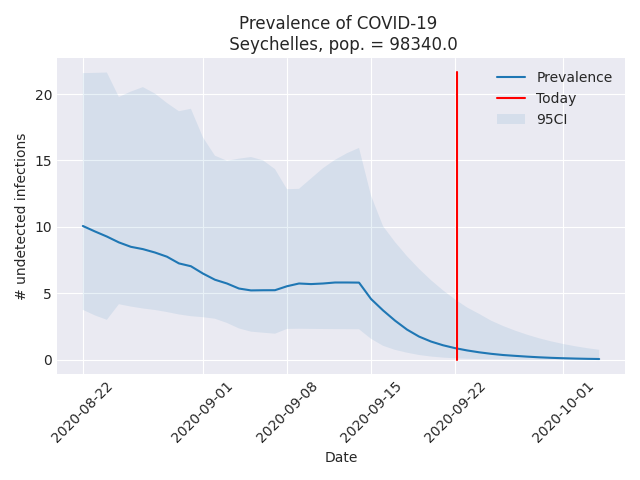 Prevalence of COVID-19
Seychelles, pop. = 98340.0
Prevalence
Today
95CI
# undetected infections
20
15
10
5
0
2020-08-22
2020-09-01
2020-09-08
2020-09-15
2020-09-22
2020-10-01
Date